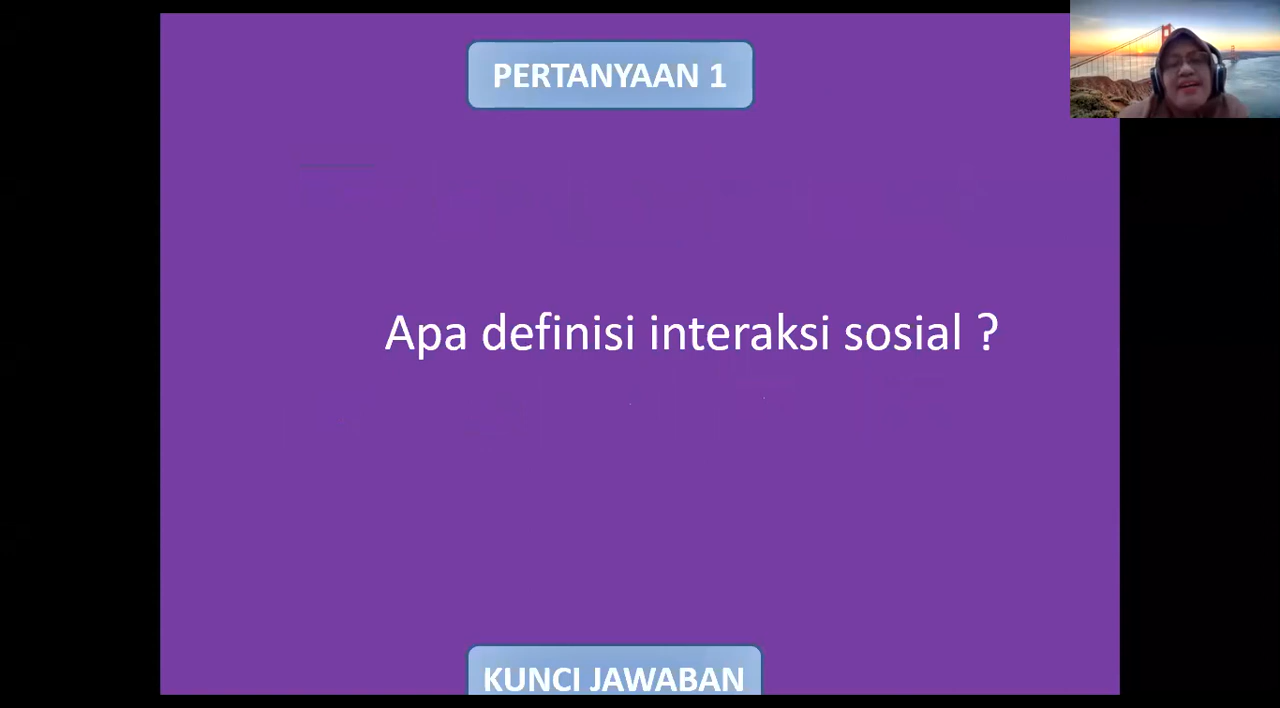 PERTANYAAN 1
Apa definisi interaksi sosial ?
KUNCI JAWABAN